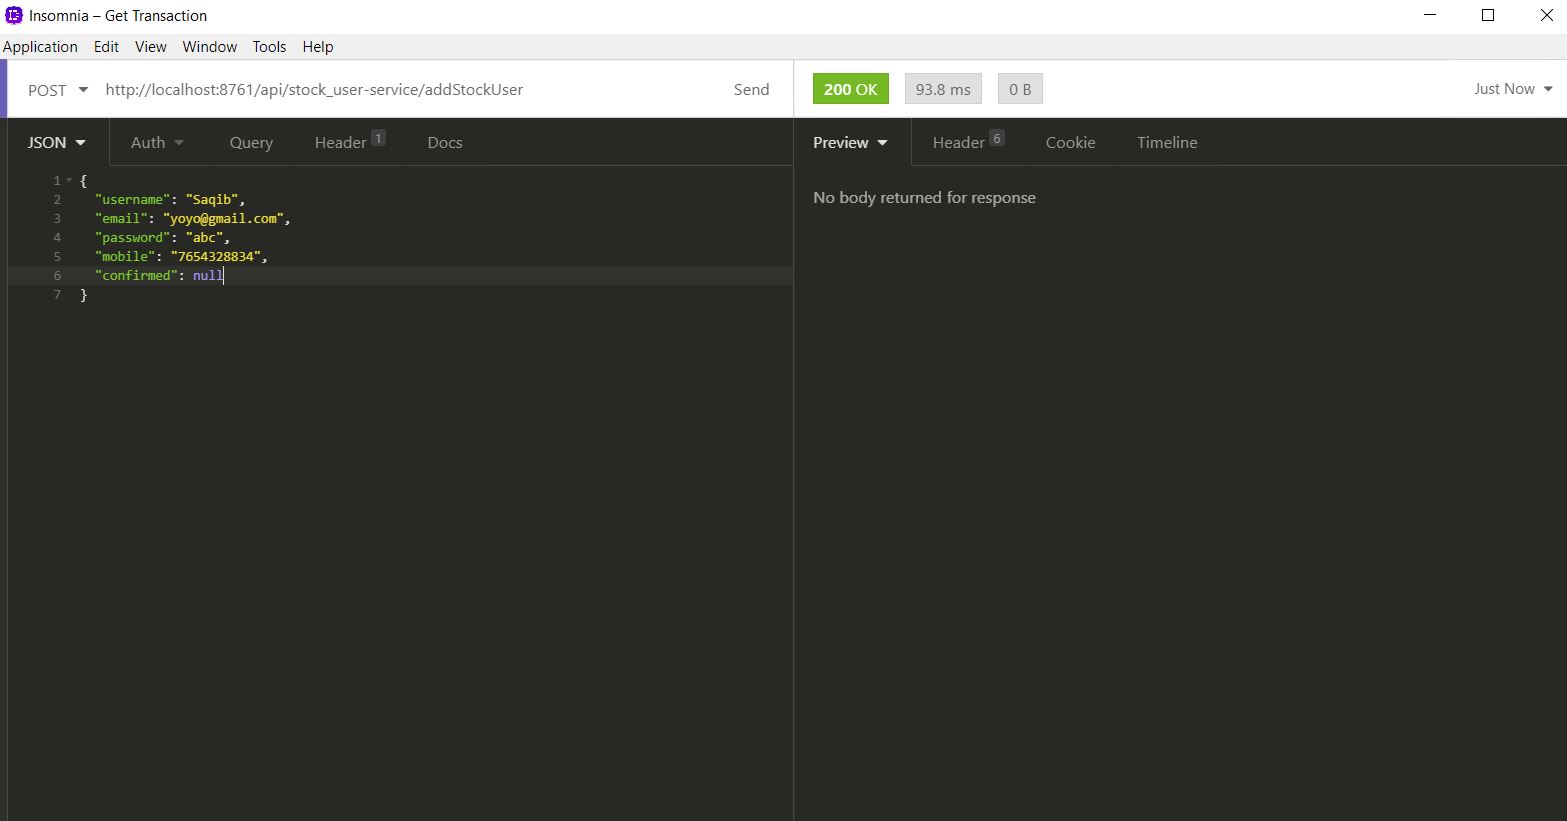 Insomnia – Get Transaction
Application Edit View Window Tools Help
POST http://localhost:8761/api/stock_user-service/addStockUser Send
200 OK 93.8 ms 0 B Just Now
JSON Auth Query Header 1 Docs
Preview Header 6 Cookie Timeline
1 {
2 "username": "Saqib",
3 "email": "yoyo@gmail.com",
4 "password": "abc",
5 "mobile": "7654328834",
6 "confirmed": null
7 }
No body returned for response